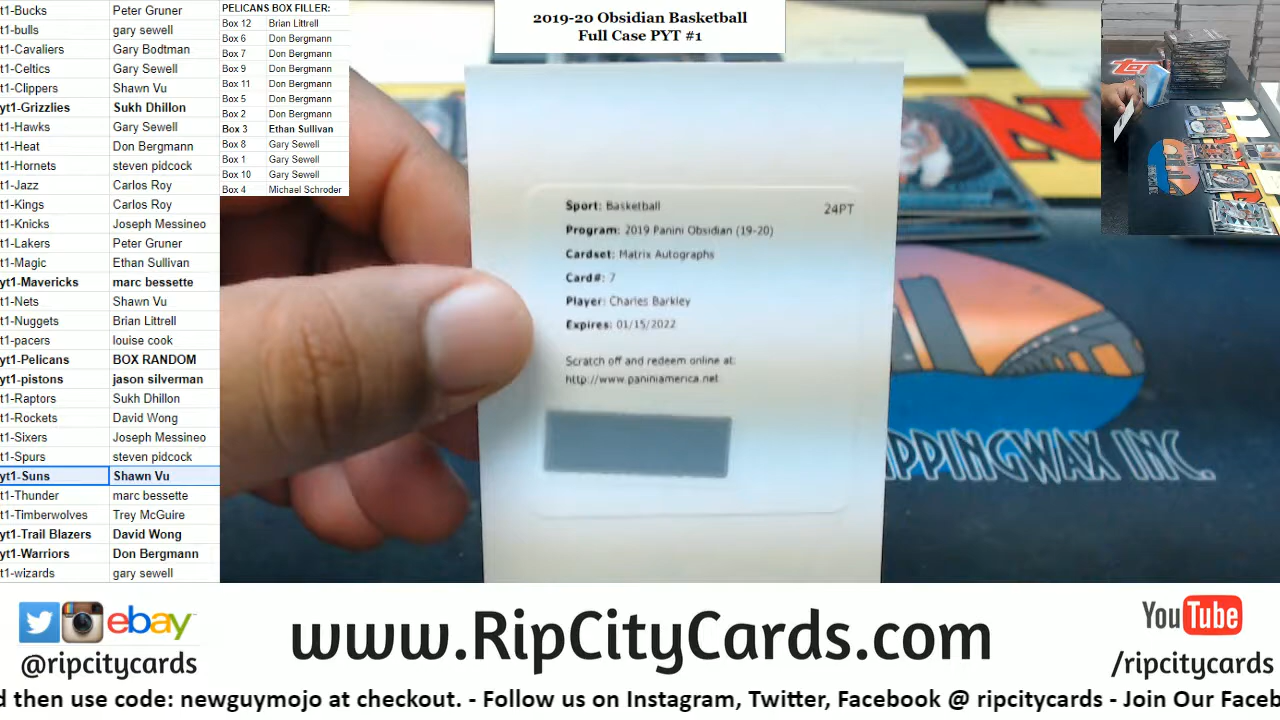 t1-Bucks Peter Gruner
t1-bulls gary sewell
t1-Cavaliers Gary Bodtman
t1-Celtics Gary Sewell
t1-Clippers Shawn Vu
yt1-Grizzlies Sukh Dhillon
t1-Hawks Gary Sewell
t1-Heat Don Bergmann
t1-Hornets steven pidcock
t1-Jazz Carlos Roy
t1-Kings Carlos Roy
t1-Knicks Joseph Messineo
t1-Lakers Peter Gruner
t1-Magic Ethan Sullivan
yt1-Mavericks marc bessette
t1-Nets Shawn Vu
t1-Nuggets Brian Littrell
t1-pacers louise cook
yt1-Pelicans BOX RANDOM
yt1-pistons jason silverman
t1-Raptors Sukh Dhillon
t1-Rockets David Wong
t1-Sixers Joseph Messineo
t1-Spurs steven pidcock
yt1-Suns Shawn Vu
t1-Thunder marc bessette
t1-Timberwolves Trey McGuire
yt1-Trail Blazers David Wong
yt1-Warriors Don Bergmann
t1-wizards gary sewell
PELICANS BOX FILLER:
Box 12 Brian Littrell
Box 6 Don Bergmann
Box 7 Don Bergmann
Box 9 Don Bergmann
Box 11 Don Bergmann
Box 5 Don Bergmann
Box 2 Don Bergmann
Box 3 Ethan Sullivan
Box 8 Gary Sewell
Box 1 Gary Sewell
Box 10 Gary Sewell
Box 4 Michael Schroder
2019-20 Obsidian Basketball
Full Case PYT #1
Sport: Basketball 24PT
Program: 2019 Panini Obsidian (19-20)
Cardset: Matrix Autographs
Card#: 7
Player: Charles Barkley
Expires: 01/15/2022
Scratch off and redeem online at:
http://www.paniniamerica.net
PPINGWAX INC.
ebay
@ripcitycards
www.RipCityCards.com
YouTube
/ripcitycards
d then use code: newguymojo at checkout. - Follow us on Instagram, Twitter, Facebook @ ripcitycards - Join Our Faceb